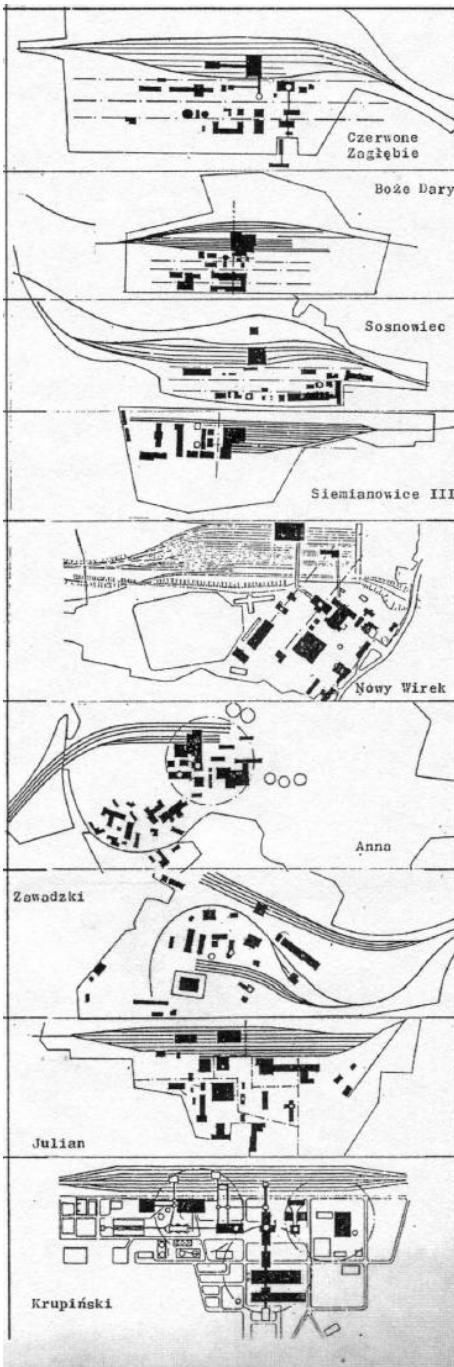 Czerwone
Zagłębie
Boże Dary
Sosnowiec
Siemianowice III
Nowy Wirek
Anna
Zawadzki
Julian
Krupiński